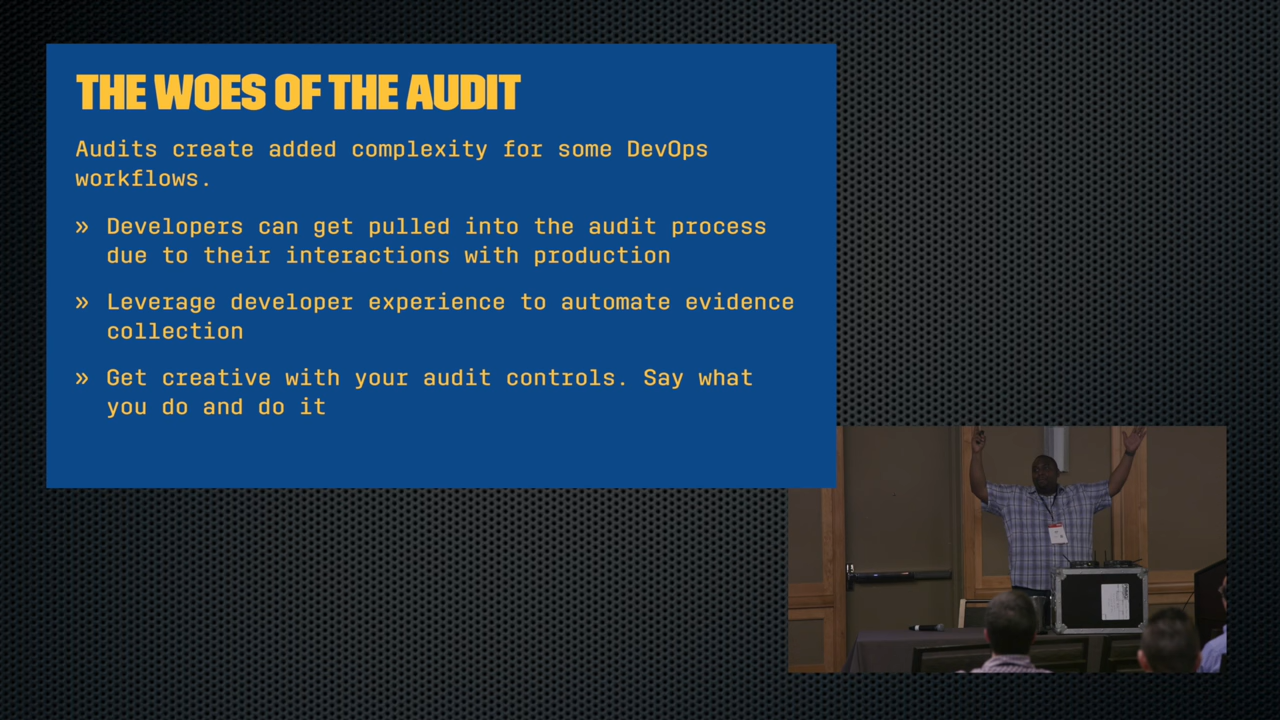 THE WOES OF THE AUDIT
Audits create added complexity for some DevOps
workflows.
» Developers can get pulled into the audit process
due to their interactions with production
» Leverage developer experience to automate evidence
collection
» Get creative with your audit controls. Say what
you do and do it